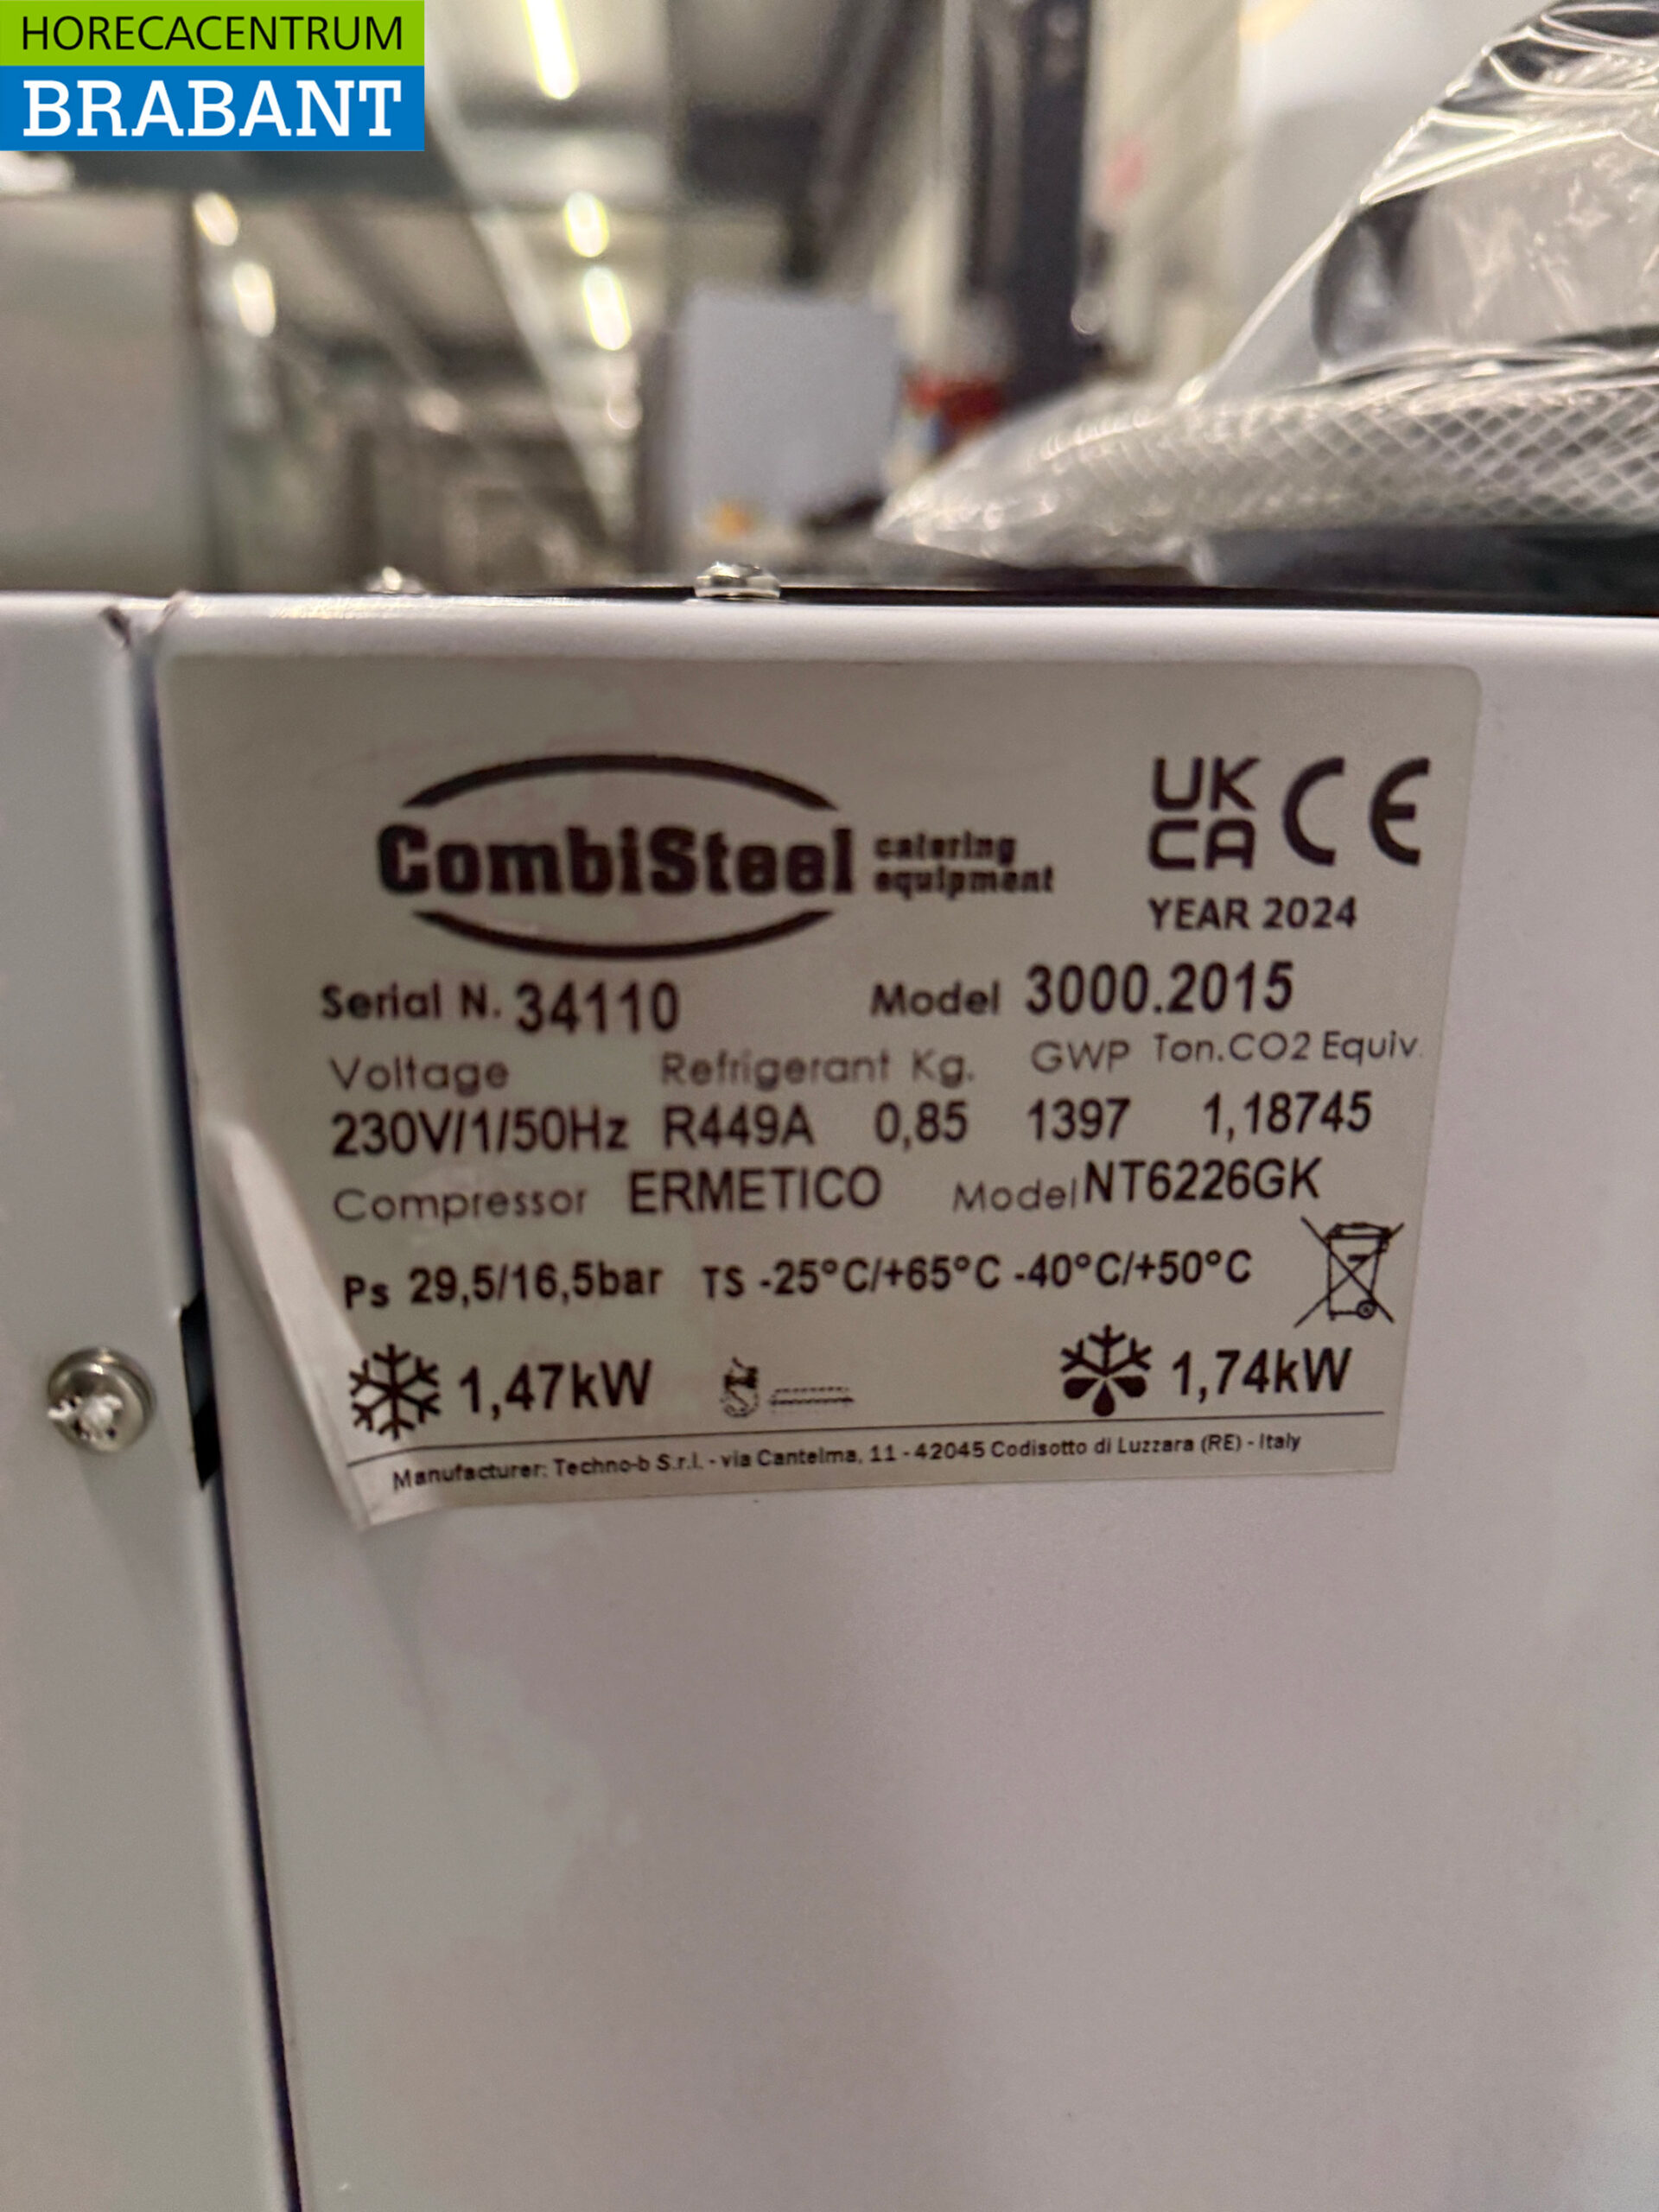 HORECACENTRUM
BRABANT
CombiSteel catering equipment
UK CA CE
YEAR 2024
Serial N. 34110 Model 3000.2015
Voltage Refrigerant Kg. GWP Ton.CO2 Equiv.
230V/1/50Hz R449A 0,85 1397 1,18745
Compressor ERMETICO Model NT6226GK
Ps 29,5/16,5bar TS -25°C/+65°C -40°C/+50°C
1,47kW 1,74kW
Manufacturer: Techno-b S.r.l. - via Cantelma, 11 - 42045 Codisotto di Luzzara (RE) - Italy